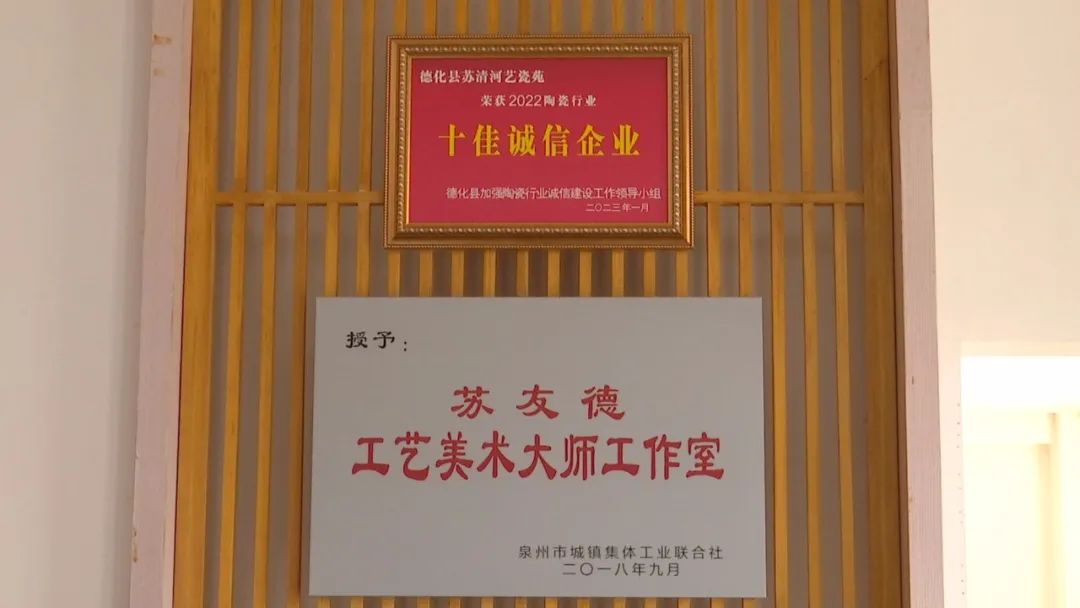 德化县苏清河艺瓷苑
荣获2022陶瓷行业
十佳诚信企业
德化县加强陶瓷行业诚信建设工作领导小组
二〇二三年一月
授予：
苏友德
工艺美术大师工作室
泉州市城镇集体工业联合社
二〇一八年九月